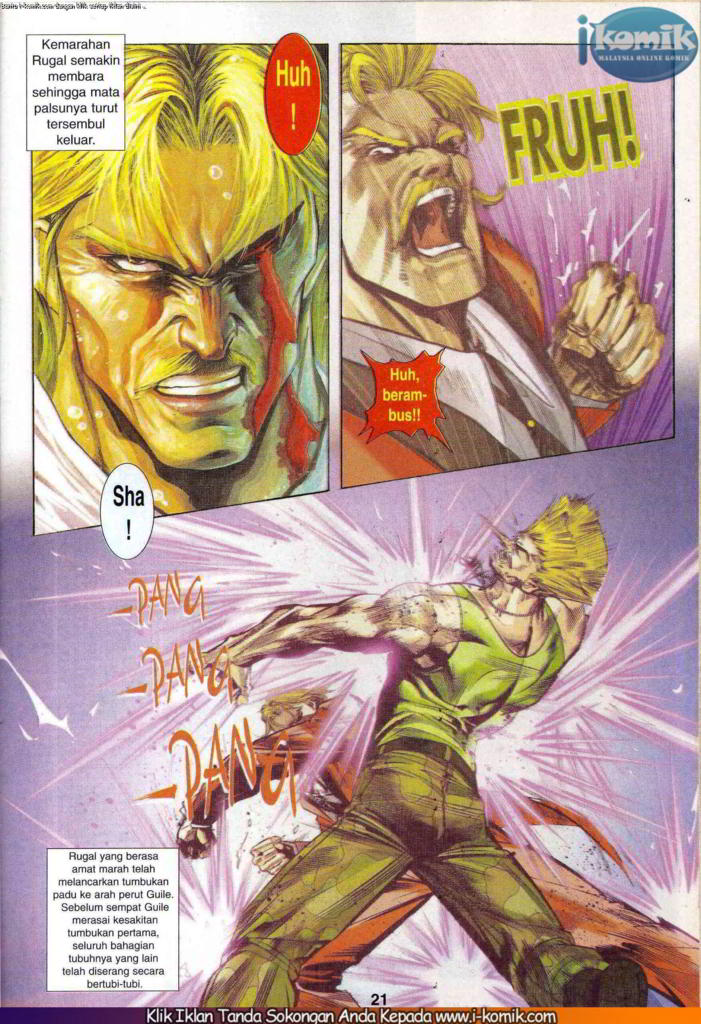 i komik
MALAYSIA ONLINE KOMIK
Kemarahan
Rugal semakin
membara
sehingga mata
palsunya turut
tersembul
keluar.
Huh
!
FRUH!
Huh,
beram-
bus!!
Sha
!
-PANG
-PANG
-PANG
Rugal yang berasa
amat marah telah
melancarkan tumbukan
padu ke arah perut Guile.
Sebelum sempat Guile
merasai kesakitan
tumbukan pertama,
seluruh bahagian
tubuhnya yang lain
telah diserang secara
bertubi-tubi.
21
Klik Iklan Tanda Sokongan Anda Kepada www.i-komik.com